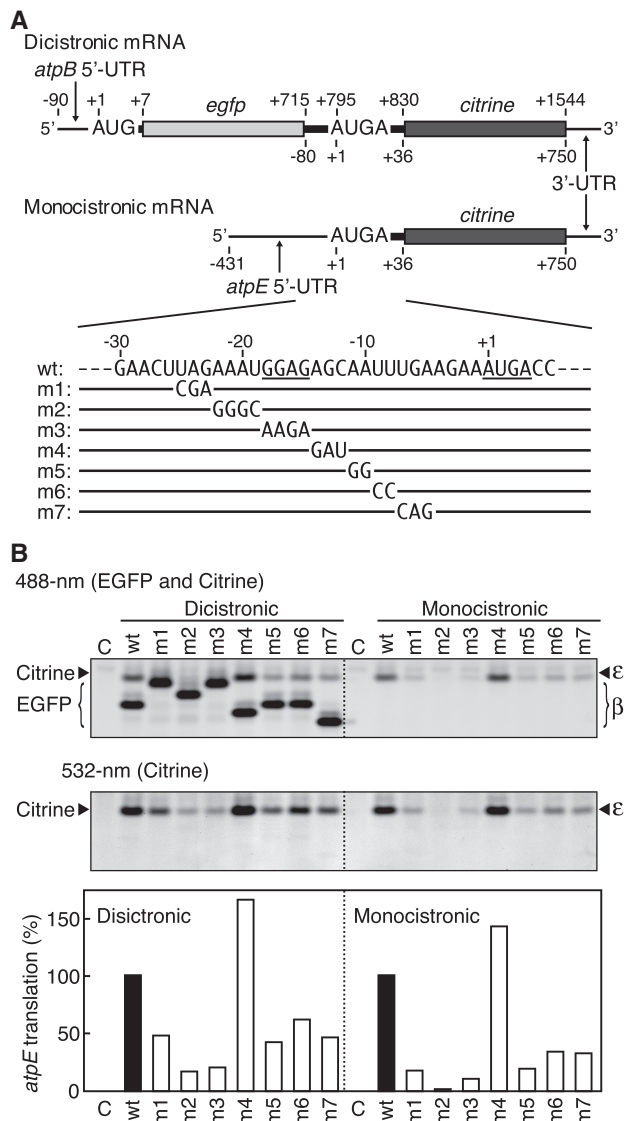 A
Dicistronic mRNA
atpB 5’-UTR
-90 +1 +7 egfp +715 +795 +830 citrine +1544
5’ AUG AUGA 3’
-80 +1 +36 +750
3’-UTR
Monocistronic mRNA
citrine
5’ AUGA 3’
-431 +1 +36 +750
atpE 5’-UTR
-30 -20 -10 +1
wt: ---GAACUUAGAAAUGGAGAGCAAUUUGAAGAAAUGACC---
m1: CGA
m2: GGGC
m3: AAGA
m4: GAU
m5: GG
m6: CC
m7: CAG
B
488-nm (EGFP and Citrine)
Dicistronic Monocistronic
C wt m1 m2 m3 m4 m5 m6 m7 C wt m1 m2 m3 m4 m5 m6 m7
Citrine ε
EGFP β
532-nm (Citrine)
Citrine ε
atpE translation (%)
150
100
50
0
Disictronic Monocistronic
C wt m1 m2 m3 m4 m5 m6 m7 C wt m1 m2 m3 m4 m5 m6 m7